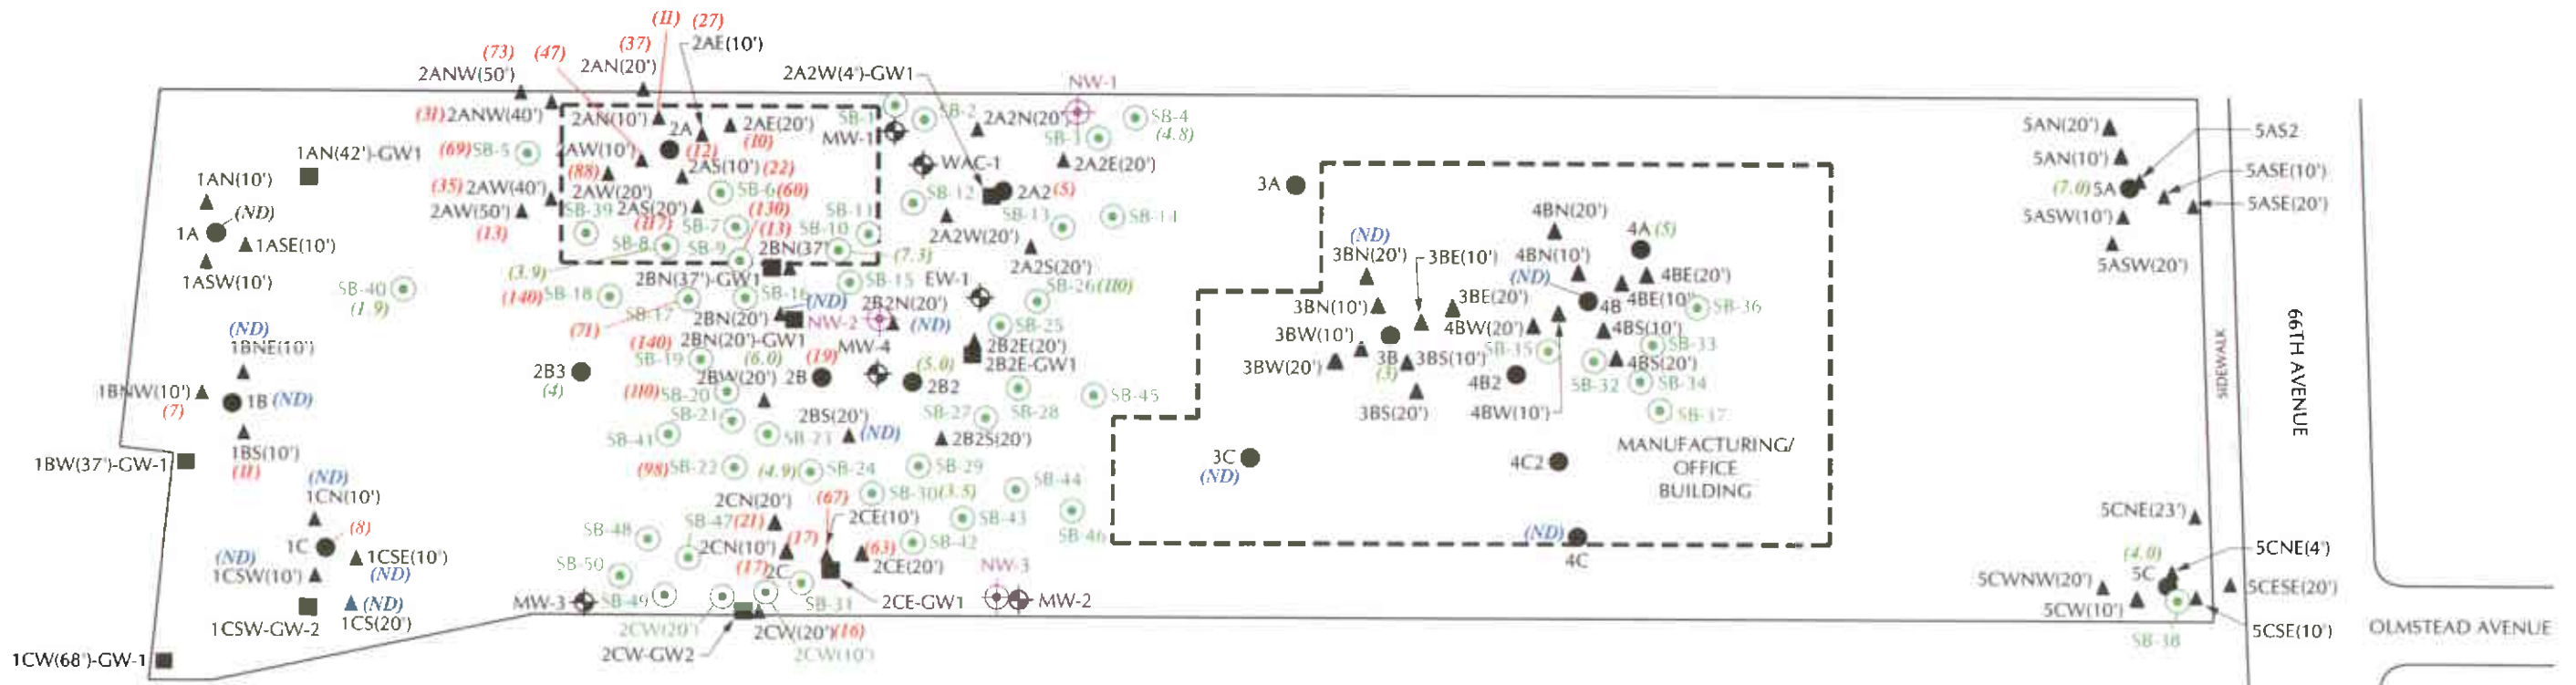 (11) (27)
(73) (47) (37) 2AE(10')
2ANW(50') 2AN(20') 2A2W(4')-GW1 NW-1
(31) 2ANW(40') 2AN(10') 2A 2AE(20') (10) SB-1 SB-2 2A2N(20') SB-4 (4.8)
MW-1 SB-3
5AN(20') 5AS2
1AN(42')-GW1 (69) SB-5 2AW(10') (12) 2AS(10') (22) WAC-1 2A2E(20') 5AN(10') 5ASE(10')
1AN(10') (35) 2AW(40') (88) 2AW(20') SB-6 (60) SB-12 2A2 (5) 3A (7.0) 5A
(ND) 2AW(50') SB-39 2AS(20') (130) SB-11 SB-13 SB-14 4BN(20') 5ASW(10') 5ASE(20')
1A 1ASE(10') (13) (117) SB-7 (13) SB-10 2A2W(20') (ND) 4A (5)
SB-8 SB-9 2BN(37') (7.3) 2A2S(20') 3BN(20') 3BE(10') 4BN(10') 5ASW(20')
1ASW(10') (3.9) 2BN(37')-GW1 SB-15 EW-1 (ND) 4BE(20')
SB-40 (1.9) (140) SB-18 SB-16 (ND) 2B2N(20') SB-26 (110) 3BN(10') 3BE(20') 4B 4BE(10') SB-36
(ND) (71) SB-17 2BN(20') NW-2 (ND) SB-25 3BW(10') 4BW(20') 4BS(10')
1BNE(10') (140) 2BN(20')-GW1 MW-4 2B2E(20') 3B 3BS(10') SB-35 SB-33
SB-19 (6.0) (19) (5.0) 2B2E-GW1 3BW(20') (3) 4BS(20')
2B3 (4) 2BW(20') 2B 2B2 4B2 SB-32 SB-34
1BNW(10') (7) 1B (ND) (110) SB-20 SB-45 3BS(20') 4BW(10') SB-37
SB-21 2BS(20') SB-27 SB-28
1BS(10') (11) SB-41 SB-23 (ND) 2B2S(20')
MANUFACTURING/
OFFICE
BUILDING
1BW(37')-GW-1 (98) SB-22 (4.9) SB-24 SB-29 3C (ND) 4C2
(ND) 1CN(10') 2CN(20') (67) SB-30 (3.5) SB-44
(8) SB-48 SB-47 (21) 2CE(10') SB-43 SB-46 5CNE(23')
1C (ND) 1CSE(10') 2CN(10') (17) (63) SB-42 (ND) 4C (4.0) 5CNE(4')
1CSW(10') (ND) SB-50 (17) 2C 2CE(20') NW-3 5CWNW(20') 5C 5CESE(20')
(ND) MW-3 SB-49 SB-31 2CE-GW1 MW-2 5CW(10')
1CSW-GW-2 1CS(20') 2CW(20') 2CW(20') (16) SB-38 5CSE(10')
1CW(68')-GW-1 2CW-GW2 2CW(10')
SIDEWALK
66TH AVENUE
OLMSTEAD AVENUE